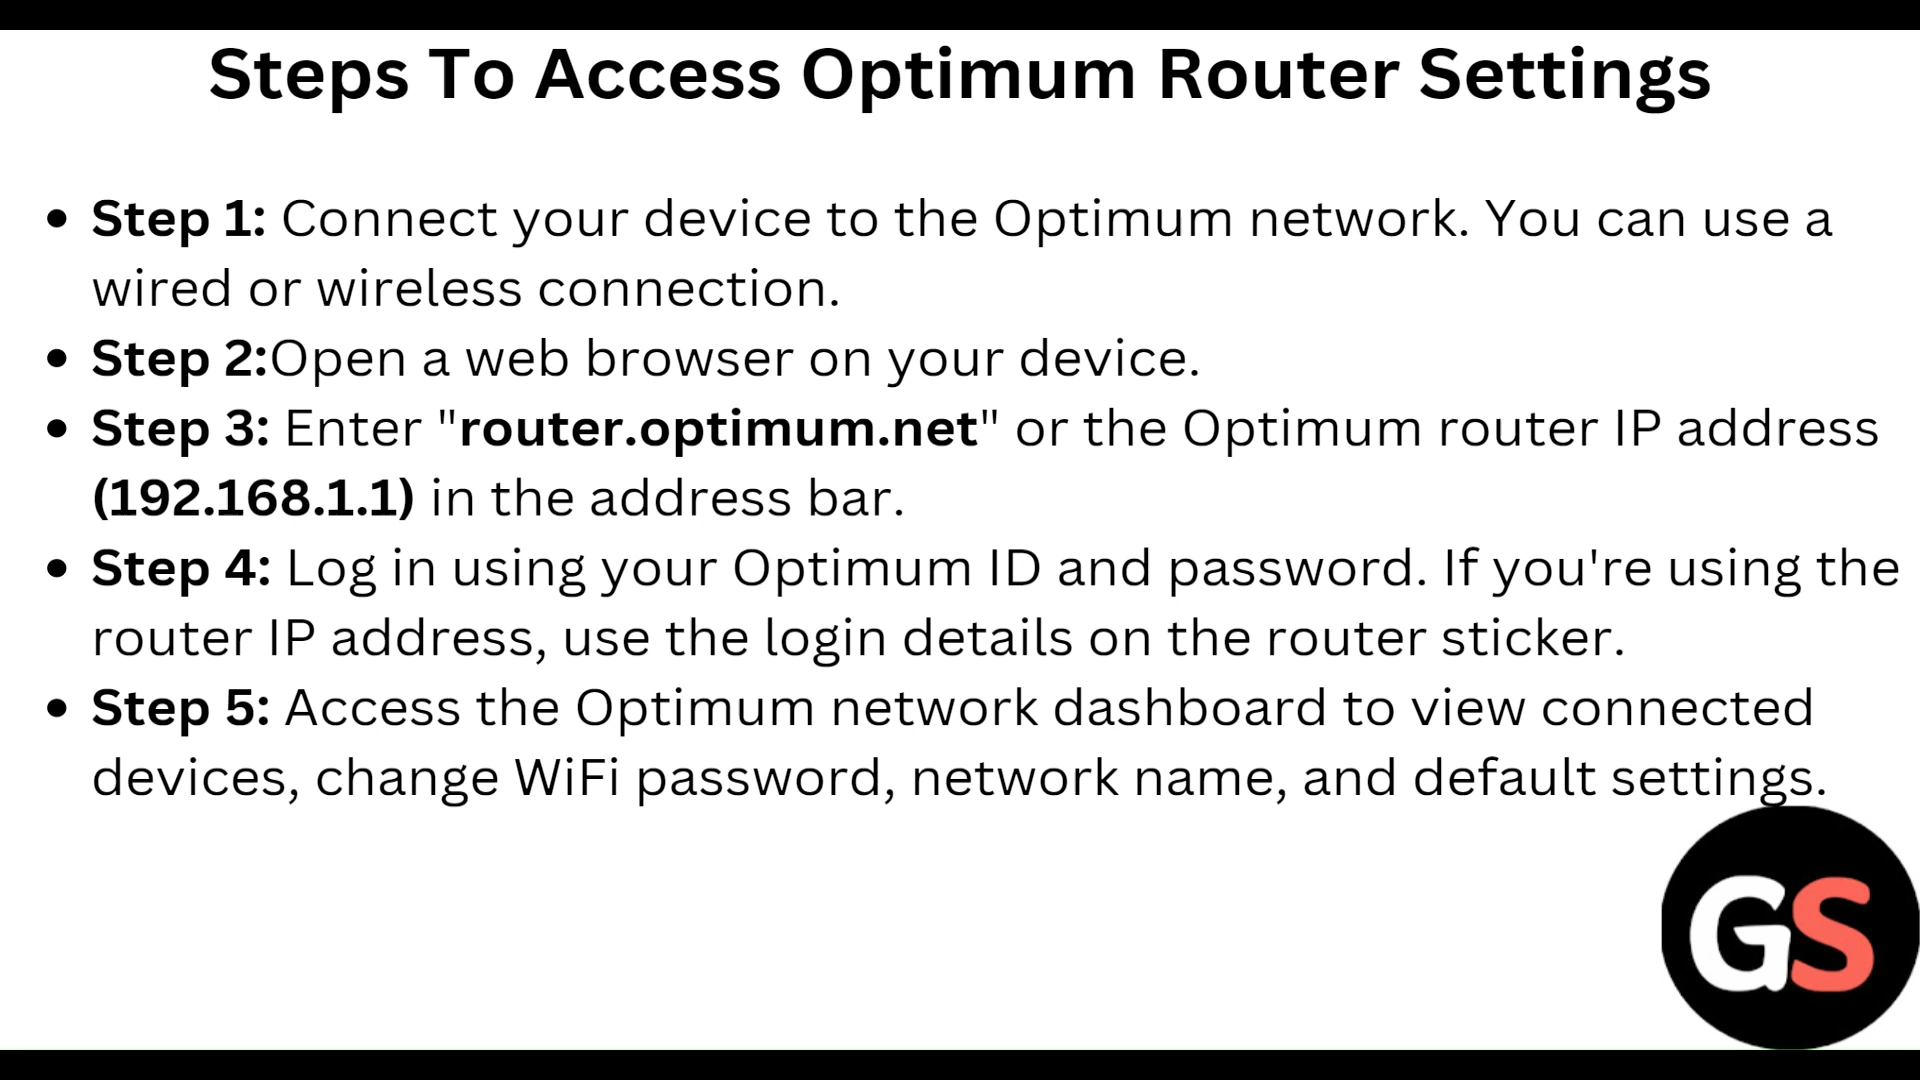 Steps To Access Optimum Router Settings
• Step 1: Connect your device to the Optimum network. You can use a
wired or wireless connection.
• Step 2:Open a web browser on your device.
• Step 3: Enter "router.optimum.net" or the Optimum router IP address
(192.168.1.1) in the address bar.
• Step 4: Log in using your Optimum ID and password. If you're using the
router IP address, use the login details on the router sticker.
• Step 5: Access the Optimum network dashboard to view connected
devices, change WiFi password, network name, and default settings.
GS